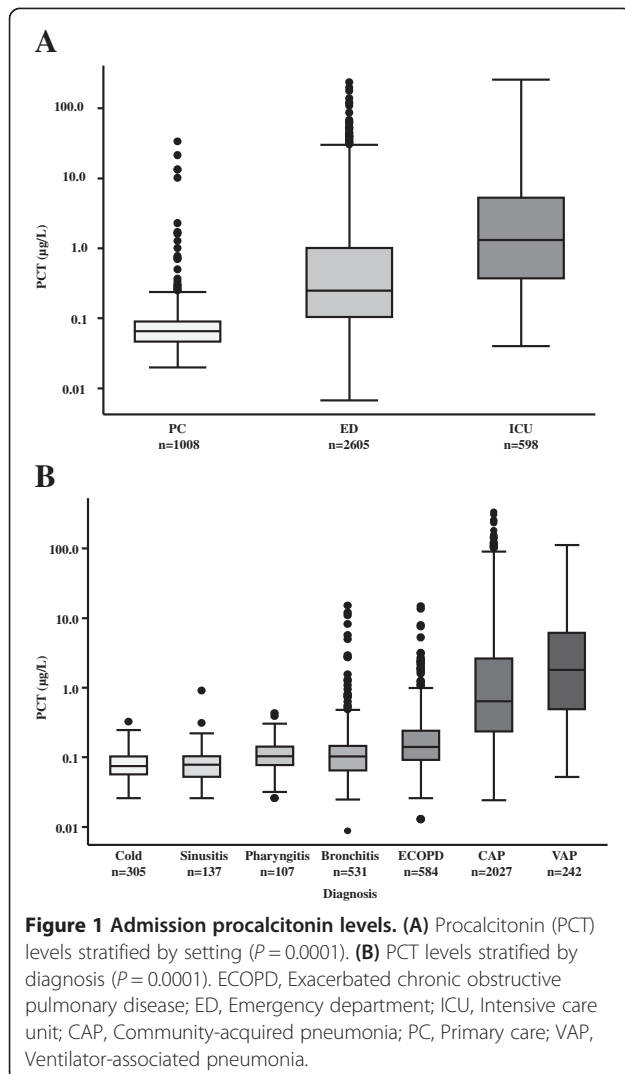 A
100.0
10.0
1.0
0.1
0.01
PCT (µg/L)
PC ED ICU
n=1008 n=2605 n=598
B
100.0
10.0
1.0
0.1
0.01
PCT (µg/L)
Cold Sinusitis Pharyngitis Bronchitis ECOPD CAP VAP
n=305 n=137 n=107 n=531 n=584 n=2027 n=242
Diagnosis
Figure 1 Admission procalcitonin levels. (A) Procalcitonin (PCT)
levels stratified by setting (P = 0.0001). (B) PCT levels stratified by
diagnosis (P = 0.0001). ECOPD, Exacerbated chronic obstructive
pulmonary disease; ED, Emergency department; ICU, Intensive care
unit; CAP, Community-acquired pneumonia; PC, Primary care; VAP,
Ventilator-associated pneumonia.